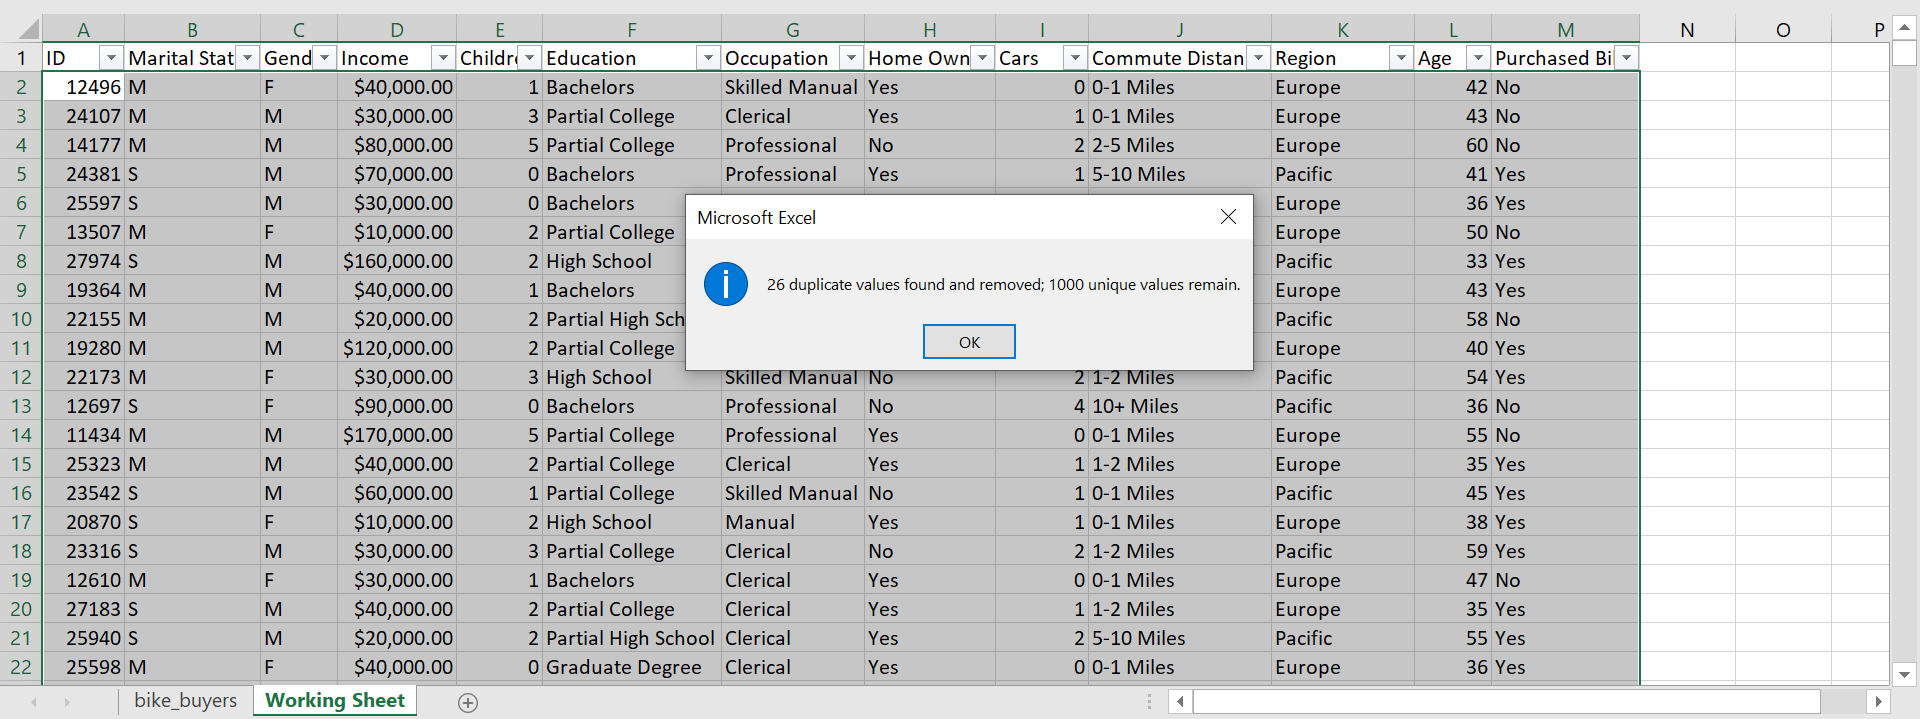 A B C D E F G H I J K L M N O P
1 ID Marital Stat Gend Income Childre Education Occupation Home Own Cars Commute Distan Region Age Purchased Bi
2 12496 M F $40,000.00 1 Bachelors Skilled Manual Yes 0 0-1 Miles Europe 42 No
3 24107 M M $30,000.00 3 Partial College Clerical Yes 1 0-1 Miles Europe 43 No
4 14177 M M $80,000.00 5 Partial College Professional No 2 2-5 Miles Europe 60 No
5 24381 S M $70,000.00 0 Bachelors Professional Yes 1 5-10 Miles Pacific 41 Yes
6 25597 S M $30,000.00 0 Bachelors Europe 36 Yes
7 13507 M F $10,000.00 2 Partial College Europe 50 No
8 27974 S M $160,000.00 2 High School Pacific 33 Yes
9 19364 M M $40,000.00 1 Bachelors Europe 43 Yes
10 22155 M M $20,000.00 2 Partial High Sch Pacific 58 No
11 19280 M M $120,000.00 2 Partial College Europe 40 Yes
Microsoft Excel
26 duplicate values found and removed; 1000 unique values remain.
OK
12 22173 M F $30,000.00 3 High School Skilled Manual No 2 1-2 Miles Pacific 54 Yes
13 12697 S F $90,000.00 0 Bachelors Professional No 4 10+ Miles Pacific 36 No
14 11434 M M $170,000.00 5 Partial College Professional Yes 0 0-1 Miles Europe 55 No
15 25323 M M $40,000.00 2 Partial College Clerical Yes 1 1-2 Miles Europe 35 Yes
16 23542 S M $60,000.00 1 Partial College Skilled Manual No 1 0-1 Miles Pacific 45 Yes
17 20870 S F $10,000.00 2 High School Manual Yes 1 0-1 Miles Europe 38 Yes
18 23316 S M $30,000.00 3 Partial College Clerical No 2 1-2 Miles Pacific 59 Yes
19 12610 M F $30,000.00 1 Bachelors Clerical Yes 0 0-1 Miles Europe 47 No
20 27183 S M $40,000.00 2 Partial College Clerical Yes 1 1-2 Miles Europe 35 Yes
21 25940 S M $20,000.00 2 Partial High School Clerical Yes 2 5-10 Miles Pacific 55 Yes
22 25598 M F $40,000.00 0 Graduate Degree Clerical Yes 0 0-1 Miles Europe 36 Yes
bike_buyers Working Sheet